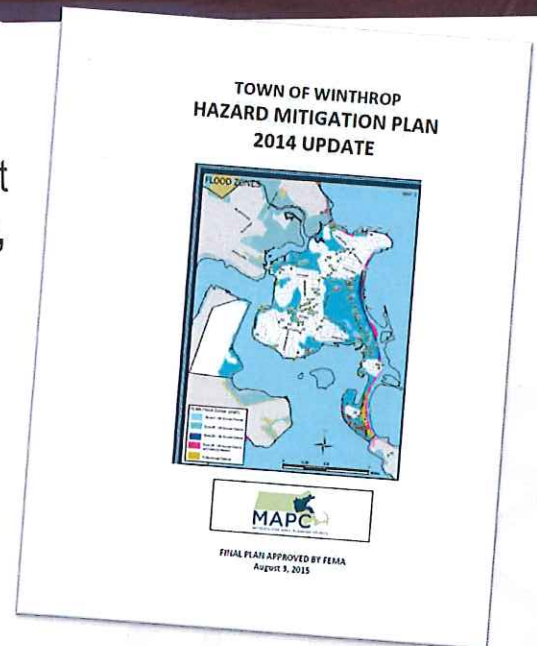 t
,
TOWN OF WINTHROP
HAZARD MITIGATION PLAN
2014 UPDATE
FLOOD ZONES
MAPC
FINAL PLAN APPROVED BY FEMA
August 3, 2015